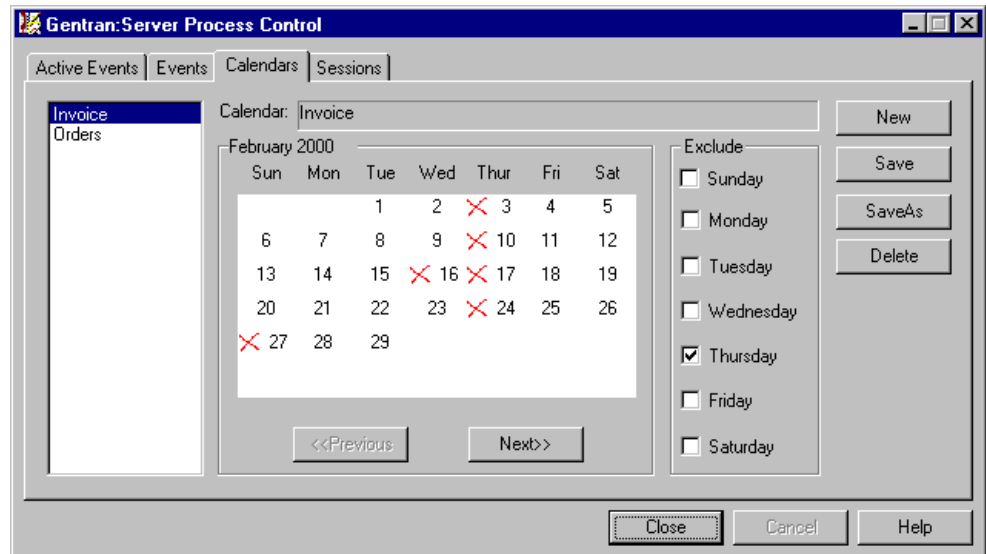 Gentran:Server Process Control
Active Events Events Calendars Sessions
Invoice
Orders
Calendar: Invoice
February 2000
Sun Mon Tue Wed Thur Fri Sat
1 2 3 4 5
6 7 8 9 10 11 12
13 14 15 16 17 18 19
20 21 22 23 24 25 26
27 28 29
<<Previous Next>>
Exclude
Sunday
Monday
Tuesday
Wednesday
Thursday
Friday
Saturday
New
Save
SaveAs
Delete
Close Cancel Help